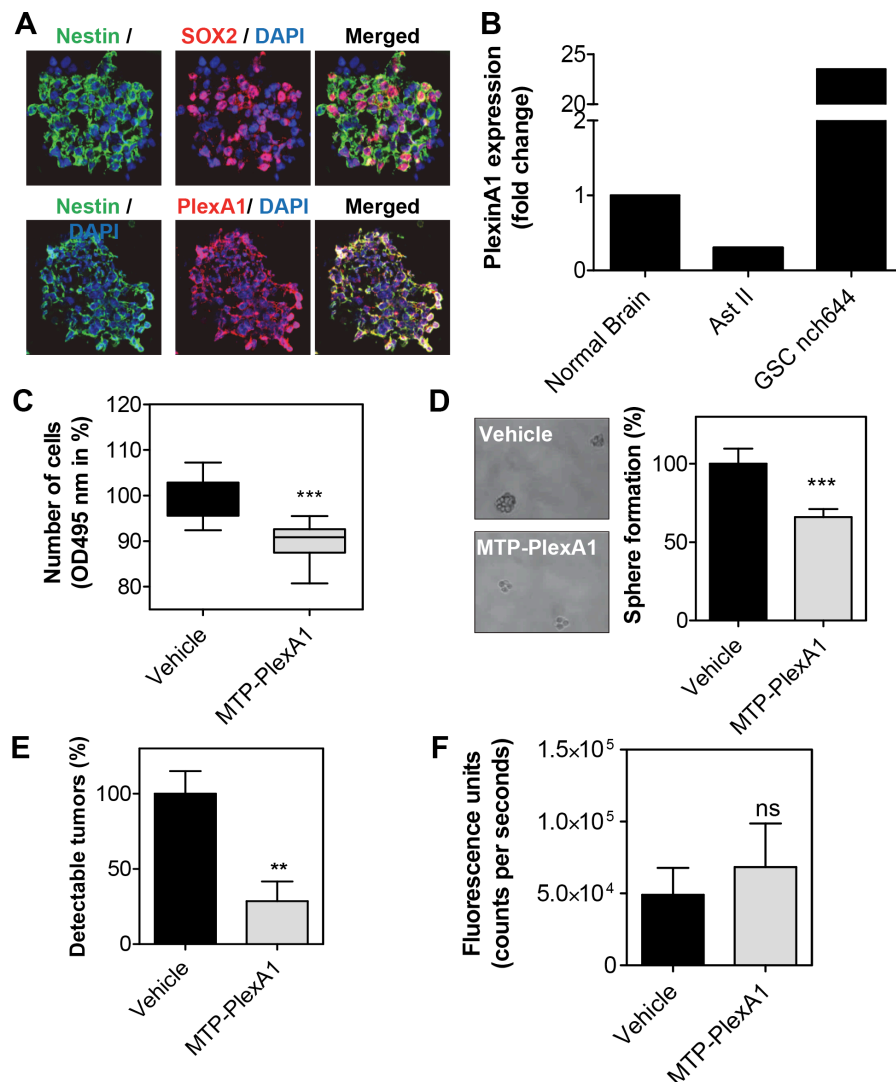 A
Nestin /
SOX2 / DAPI
Merged
Nestin /
DAPI
PlexA1/ DAPI
Merged
B
PlexinA1 expression
(fold change)
25
20
2
1
0
Normal Brain
Ast II
GSC nch644
C
Number of cells
(OD495 nm in %)
120
110
100
90
80
***
Vehicle
MTP-PlexA1
D
Vehicle
MTP-PlexA1
Sphere formation (%)
100
50
0
***
Vehicle
MTP-PlexA1
E
Detectable tumors (%)
100
50
0
**
Vehicle
MTP-PlexA1
F
Fluorescence units
(counts per seconds)
1.5×10⁵
1.0×10⁵
5.0×10⁴
0
ns
Vehicle
MTP-PlexA1